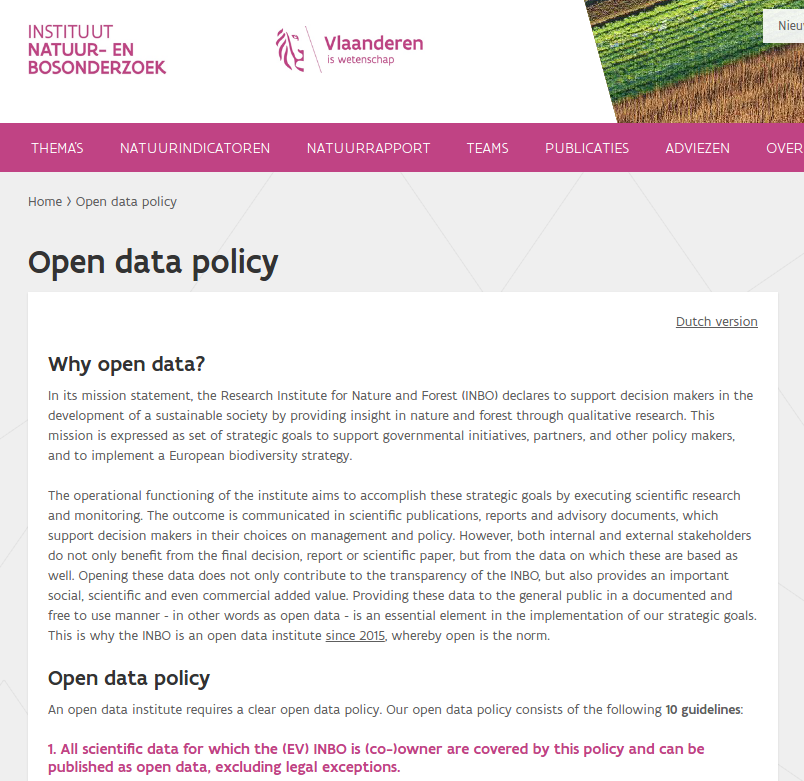 INSTITUUT
NATUUR- EN
BOSONDERZOEK
Vlaanderen
is wetenschap
THEMA'S NATUURINDICATOREN NATUURRAPPORT TEAMS PUBLICATIES ADVIEZEN
Home › Open data policy
Open data policy
Dutch version
Why open data?
In its mission statement, the Research Institute for Nature and Forest (INBO) declares to support decision makers in the
development of a sustainable society by providing insight in nature and forest through qualitative research. This
mission is expressed as set of strategic goals to support governmental initiatives, partners, and other policy makers,
and to implement a European biodiversity strategy.
The operational functioning of the institute aims to accomplish these strategic goals by executing scientific research
and monitoring. The outcome is communicated in scientific publications, reports and advisory documents, which
support decision makers in their choices on management and policy. However, both internal and external stakeholders
do not only benefit from the final decision, report or scientific paper, but from the data on which these are based as
well. Opening these data does not only contribute to the transparency of the INBO, but also provides an important
social, scientific and even commercial added value. Providing these data to the general public in a documented and
free to use manner - in other words as open data - is an essential element in the implementation of our strategic goals.
This is why the INBO is an open data institute since 2015, whereby open is the norm.
Open data policy
An open data institute requires a clear open data policy. Our open data policy consists of the following 10 guidelines:
1. All scientific data for which the (EV) INBO is (co-)owner are covered by this policy and can be
published as open data, excluding legal exceptions.